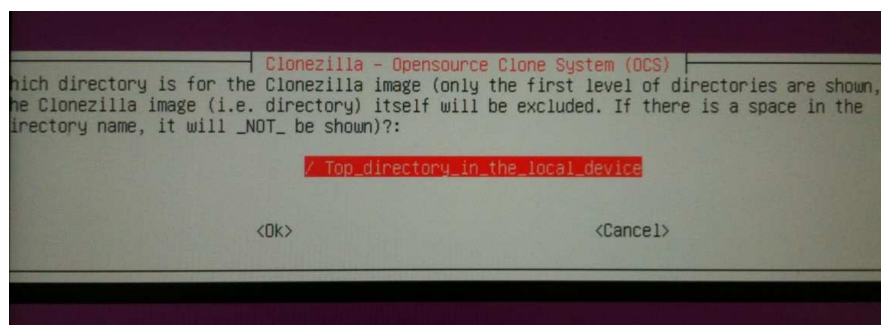 Clonezilla - Opensource Clone System (OCS)
hich directory is for the Clonezilla image (only the first level of directories are shown,
he Clonezilla image (i.e. directory) itself will be excluded. If there is a space in the
irectory name, it will _NOT_ be shown)?:
/ Top_directory_in_the_local_device
<Ok> <Cancel>